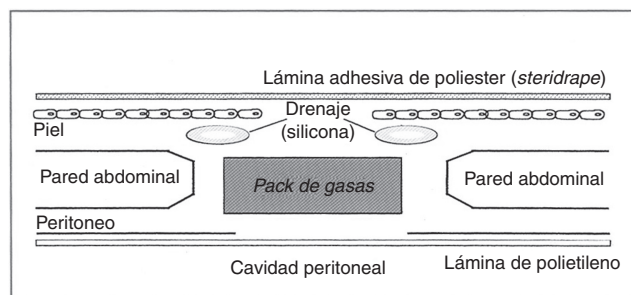 Lámina adhesiva de poliester (steridrape)
Drenaje
(silicona)
Piel
Pared abdominal
Pack de gasas
Pared abdominal
Peritoneo
Cavidad peritoneal
Lámina de polietileno